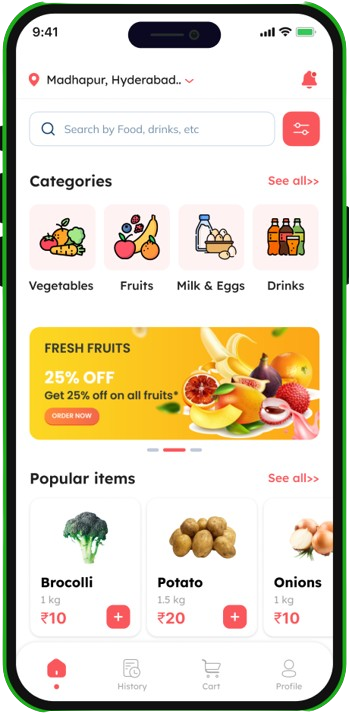 9:41
Madhapur, Hyderabad..
Search by Food, drinks, etc
Categories
See all>>
Vegetables
Fruits
Milk & Eggs
Drinks
FRESH FRUITS
25% OFF
Get 25% off on all fruits*
ORDER NOW
Popular items
See all>>
Brocolli
Potato
Onions
1 kg
1.5 kg
1 kg
₹10
+
₹20
+
₹10
History
Cart
Profile